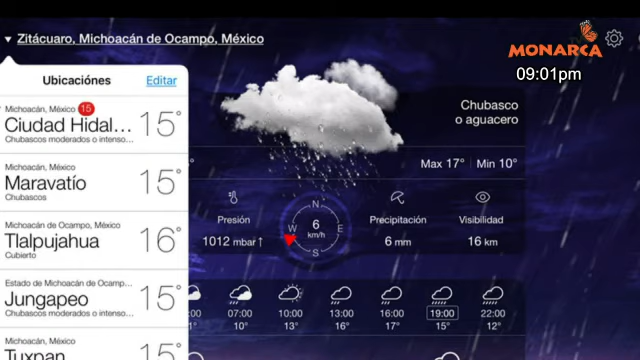 Zitácuaro, Michoacán de Ocampo, México
MONARCA
09:01pm
Ubicaciónes
Editar
Michoacán, México 15
Ciudad Hidal... 15°
Chubascos moderados o intenso...
Michoacán, México
Maravatío 15°
Chubascos
Michoacán de Ocampo, México
Tlalpujahua 16°
Cubierto
Estado de Michoacán de Ocamp...
Jungapeo 15°
Chubascos moderados o intenso...
Michoacán, México
Tuxpan 15°
Chubasco
o aguacero
Max 17° Min 10°
Presión
1012 mbar↑
N
W E
S
6
km/h
Precipitación
6 mm
Visibilidad
16 km
:00 07:00 10:00 13:00 16:00 19:00 22:00
1° 10° 13° 16° 17° 15° 12°